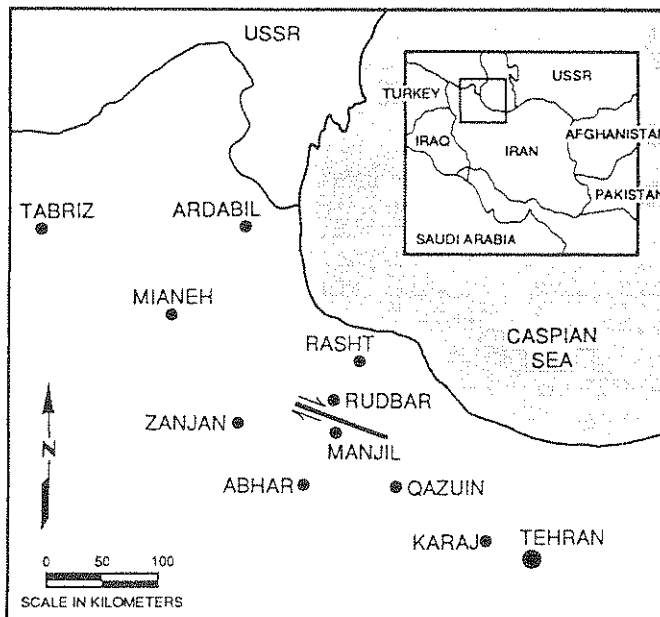 USSR
TURKEY
USSR
IRAQ
IRAN
AFGHANISTAN
PAKISTAN
SAUDI ARABIA
TABRIZ
ARDABIL
MIANEH
CASPIAN
SEA
RASHT
RUDBAR
ZANJAN
MANJIL
ABHAR
QAZUIN
KARAJ
TEHRAN
N
0 50 100
SCALE IN KILOMETERS